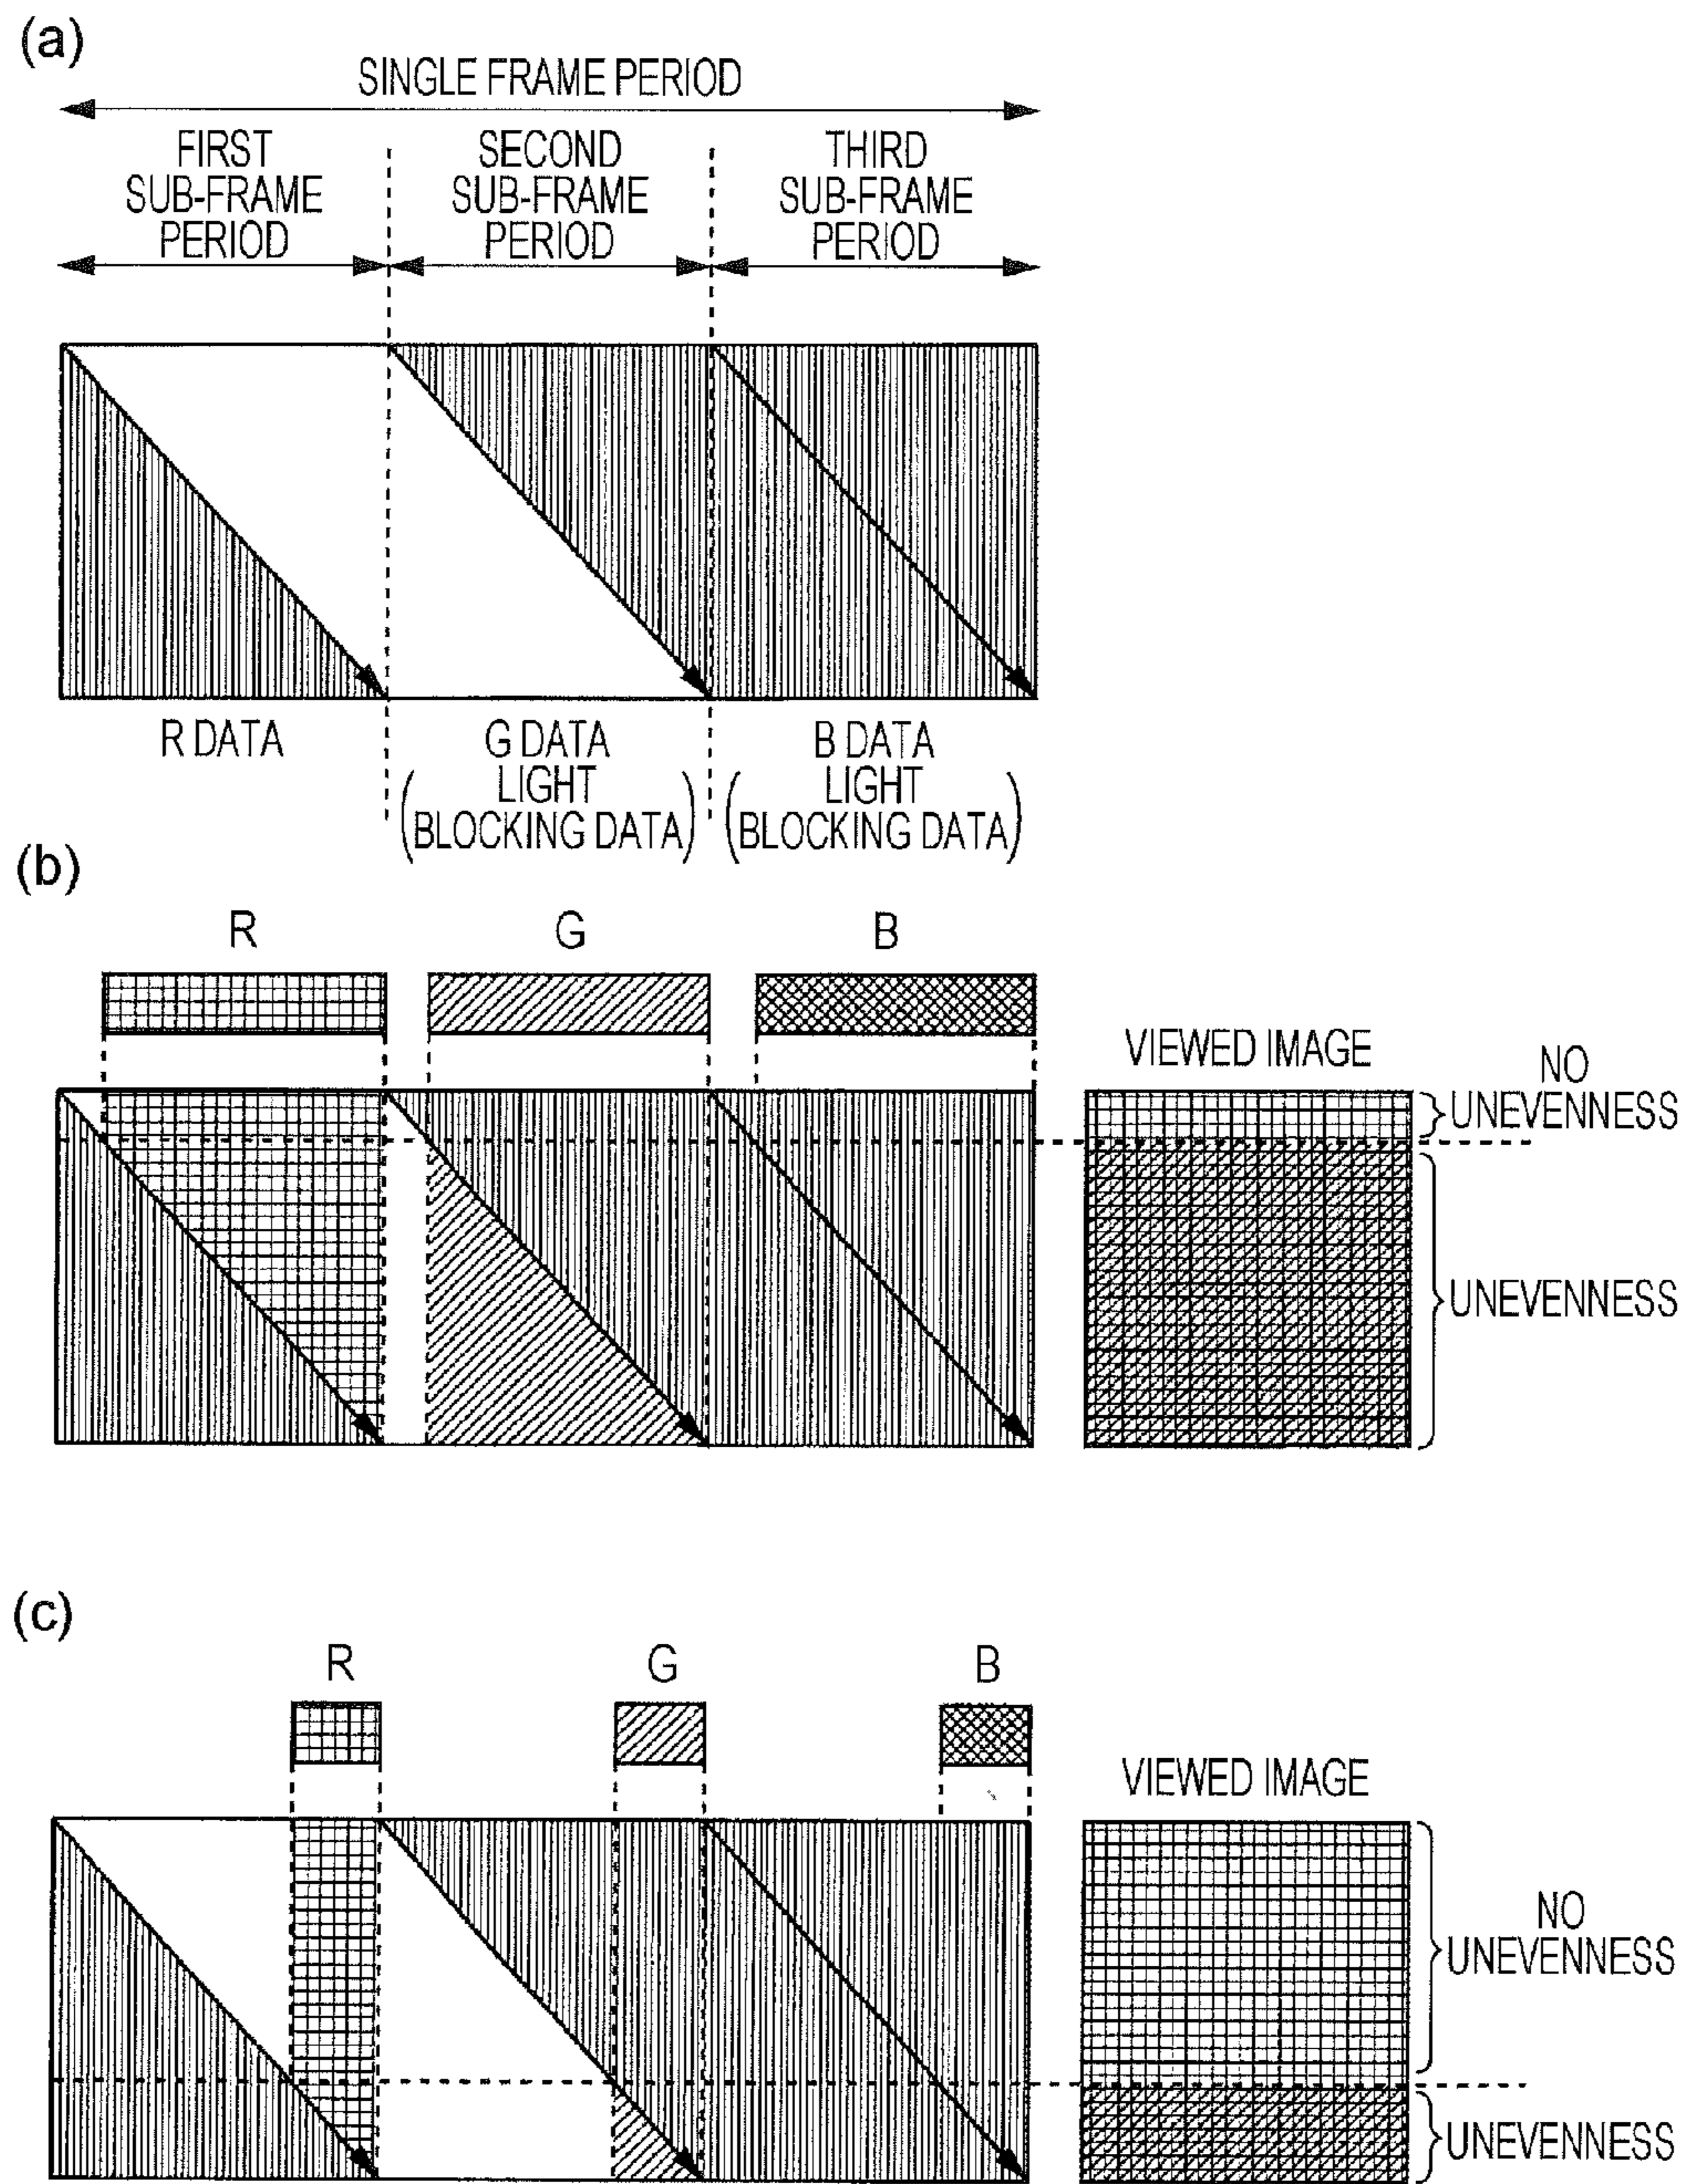 (a)
SINGLE FRAME PERIOD
FIRST
SUB-FRAME
PERIOD
SECOND
SUB-FRAME
PERIOD
THIRD
SUB-FRAME
PERIOD
R DATA
G DATA
LIGHT
(BLOCKING DATA)
B DATA
LIGHT
(BLOCKING DATA)
(b)
R
G
B
VIEWED IMAGE
NO
UNEVENNESS
UNEVENNESS
(c)
R
G
B
VIEWED IMAGE
NO
UNEVENNESS
UNEVENNESS